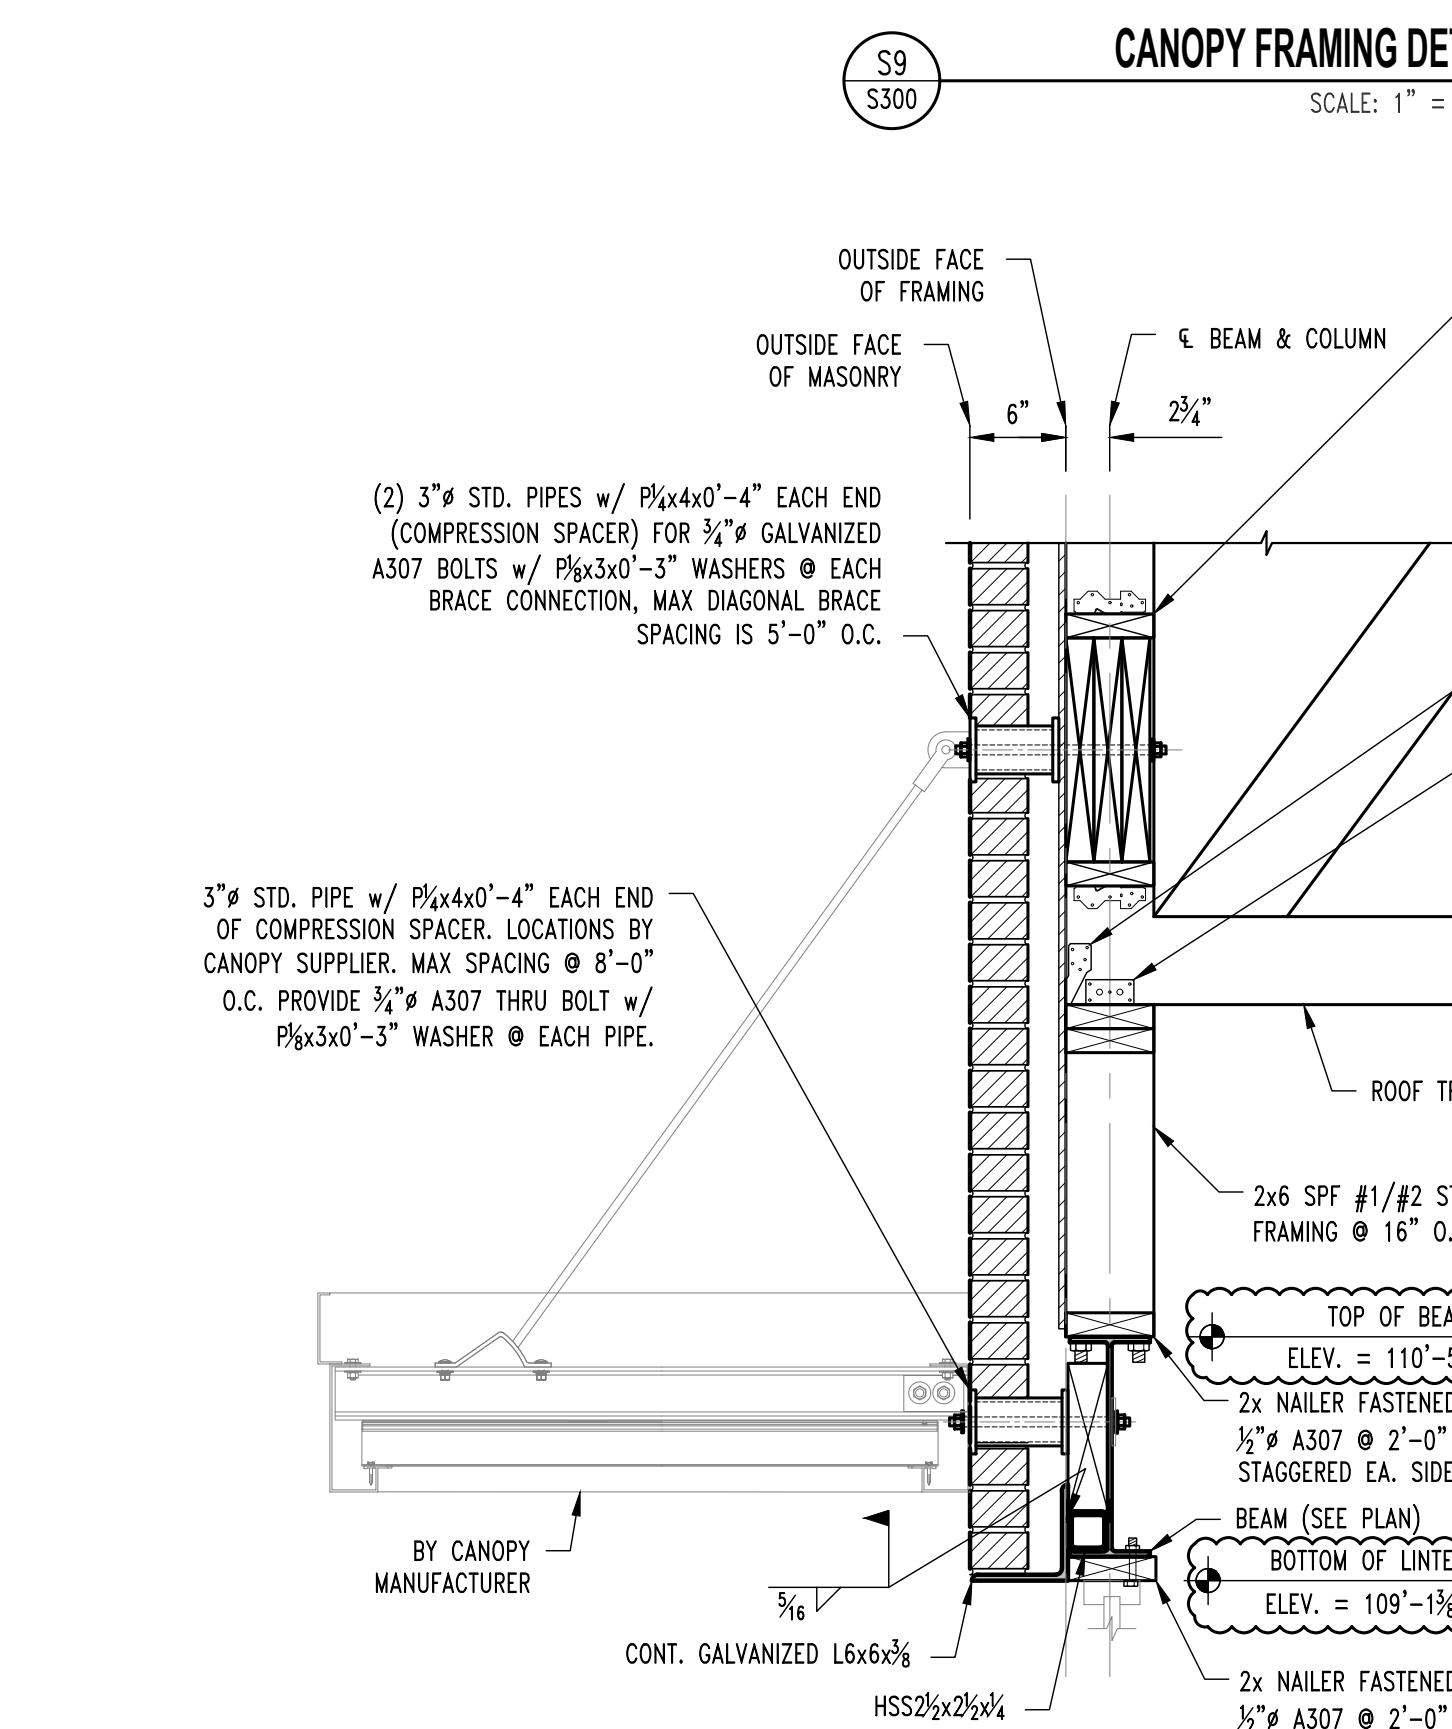 S9
S300
CANOPY FRAMING
SCALE: 1" =
OUTSIDE FACE
OF FRAMING
OUTSIDE FACE
OF MASONRY
℄ BEAM & COLUMN
6"
2¾"
(2) 3"ø STD. PIPES w/ P¼x4x0'-4" EACH END
(COMPRESSION SPACER) FOR ¾"ø GALVANIZED
A307 BOLTS w/ P⅛x3x0'-3" WASHERS @ EACH
BRACE CONNECTION, MAX DIAGONAL BRACE
SPACING IS 5'-0" O.C.
3"ø STD. PIPE w/ P¼x4x0'-4" EACH END
OF COMPRESSION SPACER. LOCATIONS BY
CANOPY SUPPLIER. MAX SPACING @ 8'-0"
O.C. PROVIDE ¾"ø A307 THRU BOLT w/
P⅛x3x0'-3" WASHER @ EACH PIPE.
ROOF
2x6 SPF #1/#2
FRAMING @ 16"
TOP OF
ELEV. = 110'-5
2x NAILER FASTENED
½"ø A307 @ 2'-0"
STAGGERED EA. SIDE
BEAM (SEE PLAN)
BOTTOM OF
ELEV. = 109'-1⅜
BY CANOPY
MANUFACTURER
5/16
CONT. GALVANIZED L6x6x⅜
HSS2½x2½x¼
2x NAILER FASTENED
½"ø A307 @ 2'-0"